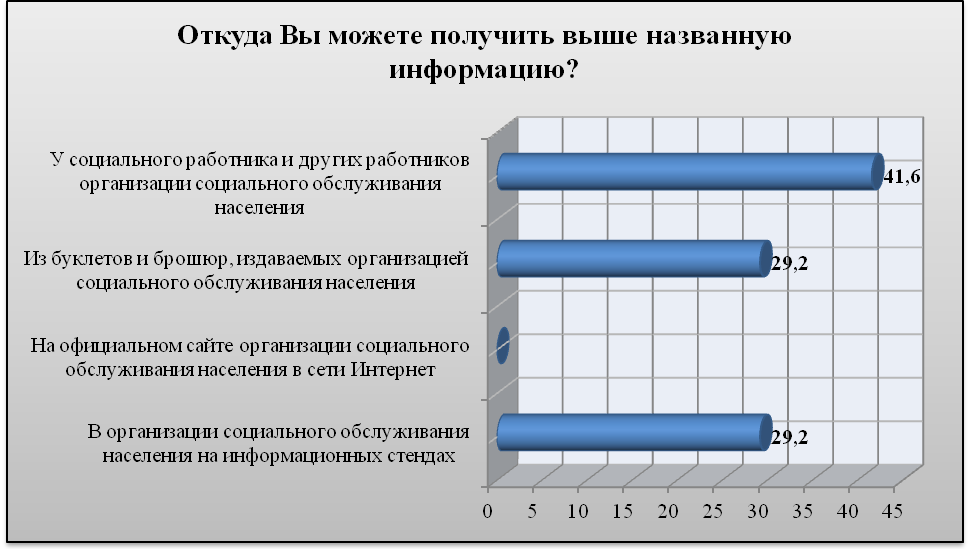 Откуда Вы можете получить выше названную
информацию?
У социального работника и других работников
организации социального обслуживания
населения
41,6
Из буклетов и брошюр, издаваемых организацией
социального обслуживания населения
29,2
На официальном сайте организации социального
обслуживания населения в сети Интернет
В организации социального обслуживания
населения на информационных стендах
29,2
0 5 10 15 20 25 30 35 40 45